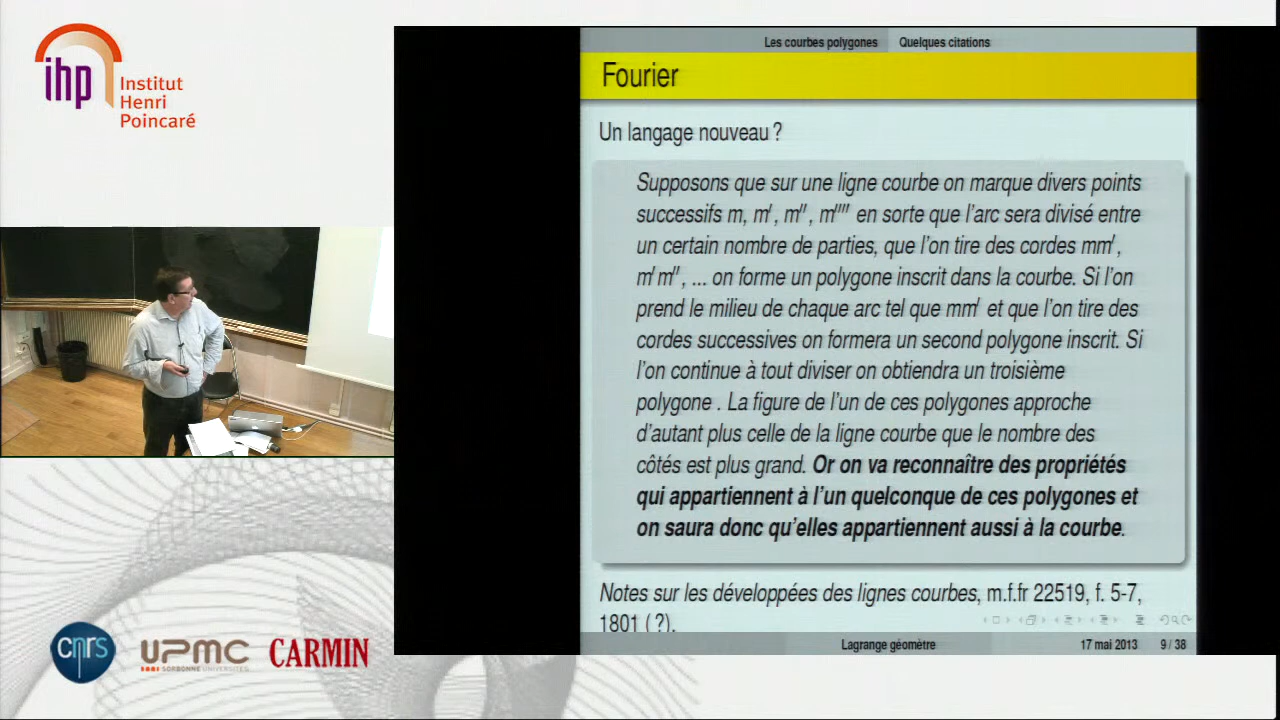 ihp Institut
Henri
Poincaré
Les courbes polygones Quelques citations
Fourier
Un langage nouveau ?
Supposons que sur une ligne courbe on marque divers points
successifs m, m′, m″, m‴′ en sorte que l'arc sera divisé entre
un certain nombre de parties, que l'on tire des cordes mm′,
m′m″, ... on forme un polygone inscrit dans la courbe. Si l'on
prend le milieu de chaque arc tel que mm′ et que l'on tire des
cordes successives on formera un second polygone inscrit. Si
l'on continue à tout diviser on obtiendra un troisième
polygone . La figure de l'un de ces polygones approche
d'autant plus celle de la ligne courbe que le nombre des
côtés est plus grand. Or on va reconnaître des propriétés
qui appartiennent à l'un quelconque de ces polygones et
on saura donc qu'elles appartiennent aussi à la courbe.
Notes sur les développées des lignes courbes, m.f.fr 22519, f. 5-7,
1801 (?).
Lagrange géomètre 17 mai 2013 9 / 38
cnrs UPMC CARMIN
SORBONNE UNIVERSITÉS